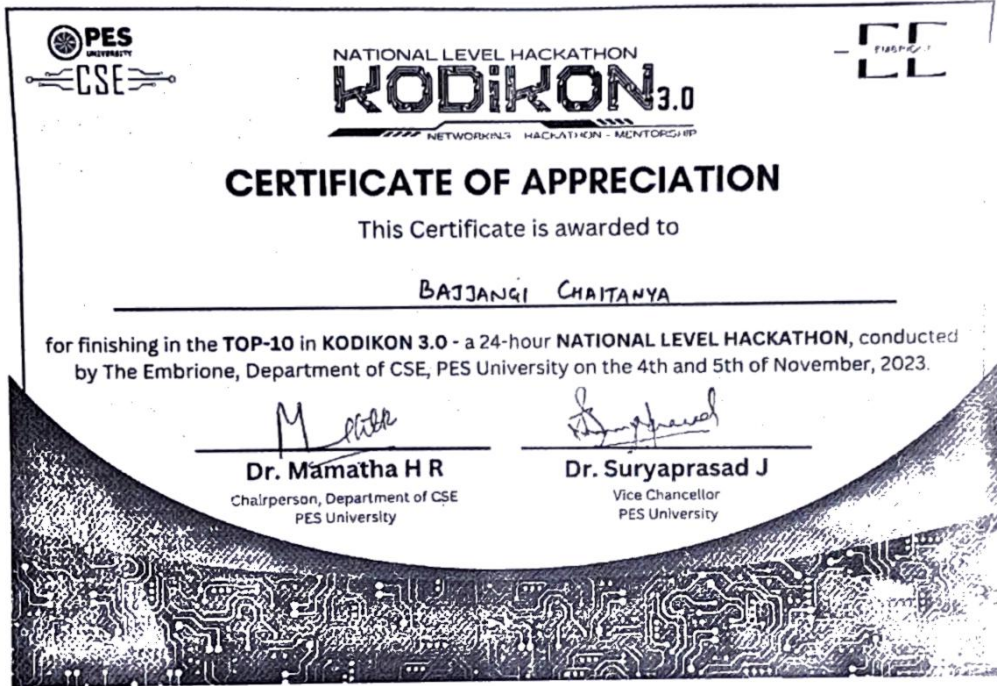 PES
UNIVERSITY
CSE
NATIONAL LEVEL HACKATHON
KODiKON 3.0
NETWORKING - HACKATHON - MENTORSHIP
CERTIFICATE OF APPRECIATION
This Certificate is awarded to
BAJJANGI CHAITANYA
for finishing in the TOP-10 in KODIKON 3.0 - a 24-hour NATIONAL LEVEL HACKATHON, conducted
by The Embrione, Department of CSE, PES University on the 4th and 5th of November, 2023.
Dr. Mamatha H R
Chairperson, Department of CSE
PES University
Dr. Suryaprasad J
Vice Chancellor
PES University